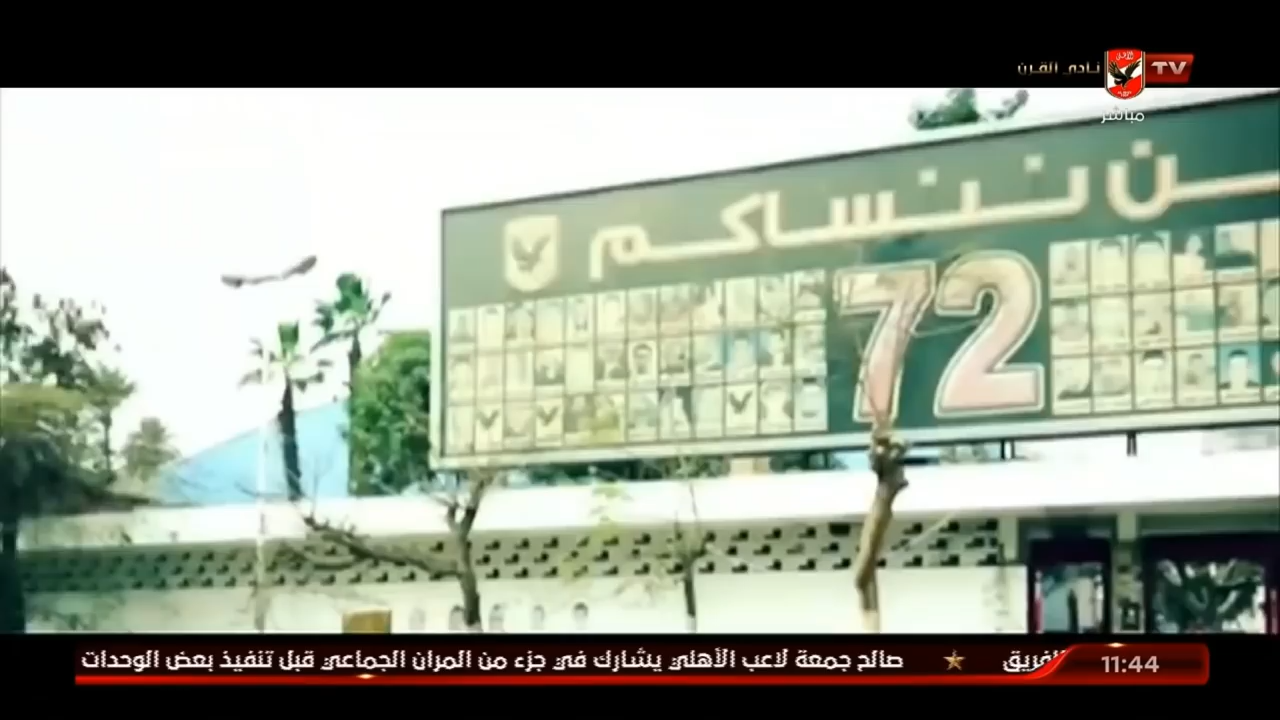 نادي القرن TV
مباشر
ـن ننساكم
72
الفريق ★ صالح جمعة لاعب الأهلي يشارك في جزء من المران الجماعي قبل تنفيذ بعض الوحدات
11:44